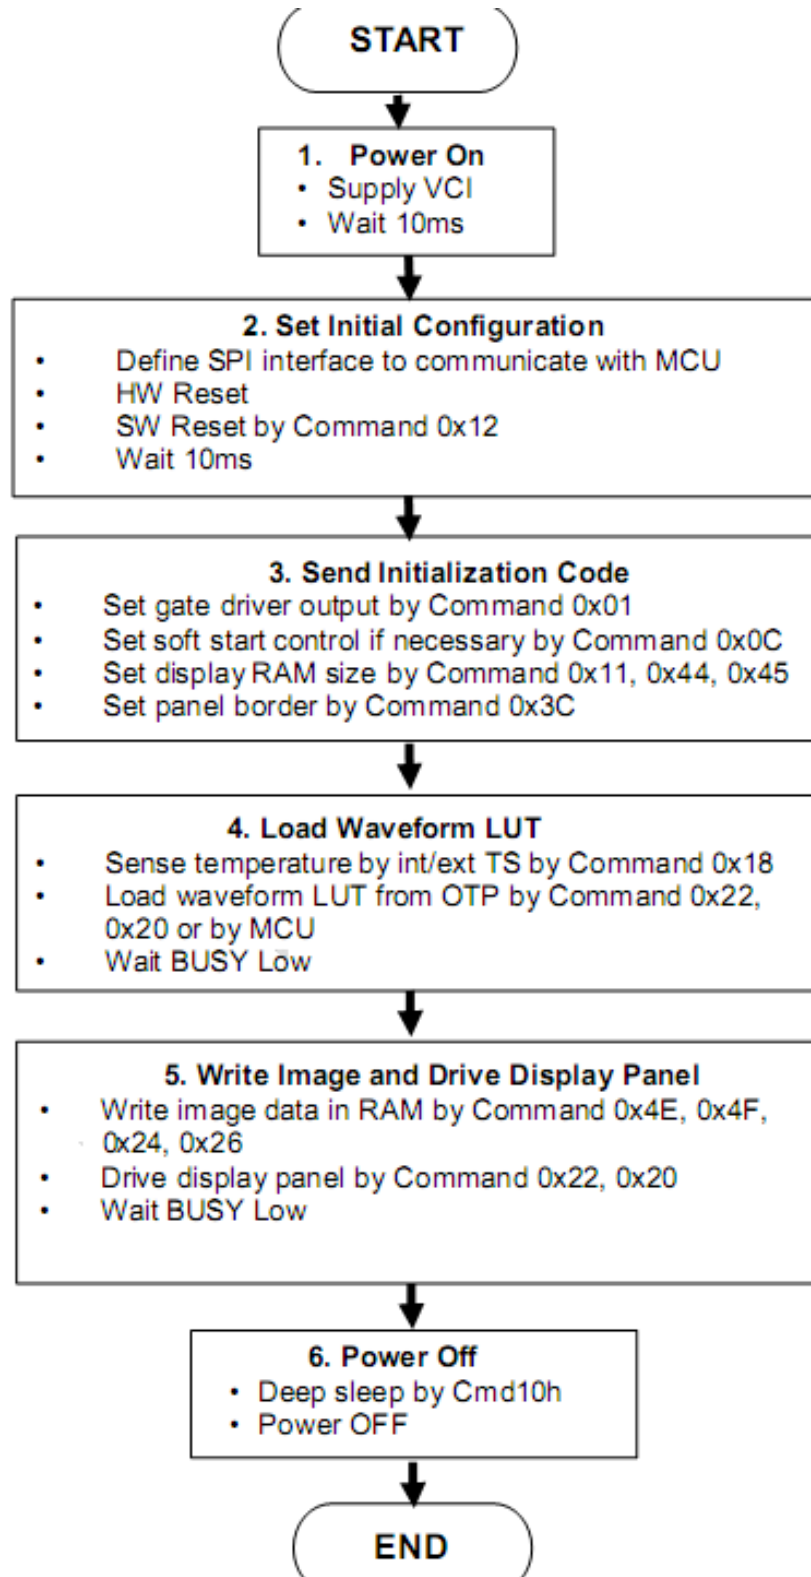 START
1. Power On
• Supply VCI
• Wait 10ms
2. Set Initial Configuration
• Define SPI interface to communicate with MCU
• HW Reset
• SW Reset by Command 0x12
• Wait 10ms
3. Send Initialization Code
• Set gate driver output by Command 0x01
• Set soft start control if necessary by Command 0x0C
• Set display RAM size by Command 0x11, 0x44, 0x45
• Set panel border by Command 0x3C
4. Load Waveform LUT
• Sense temperature by int/ext TS by Command 0x18
• Load waveform LUT from OTP by Command 0x22,
0x20 or by MCU
• Wait BUSY Low
5. Write Image and Drive Display Panel
• Write image data in RAM by Command 0x4E, 0x4F,
0x24, 0x26
• Drive display panel by Command 0x22, 0x20
• Wait BUSY Low
6. Power Off
• Deep sleep by Cmd10h
• Power OFF
END